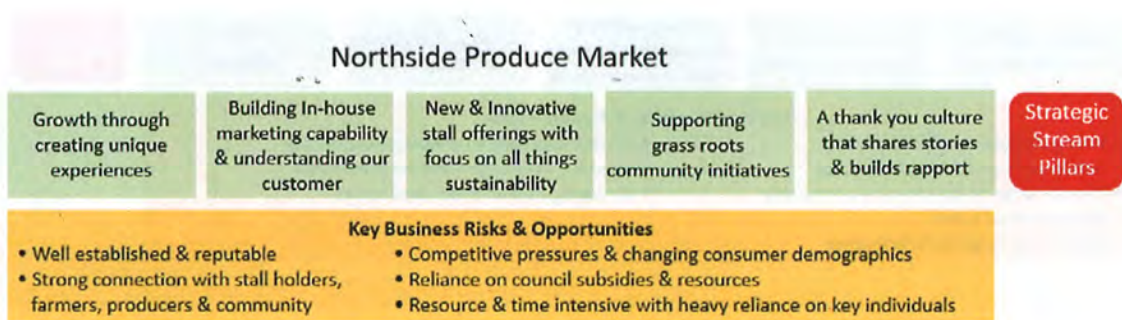 Northside Produce Market
Growth through
creating unique
experiences
Building In-house
marketing capability
& understanding our
customer
New & Innovative
stall offerings with
focus on all things
sustainability
Supporting
grass roots
community initiatives
A thank you culture
that shares stories
& builds rapport
Strategic
Stream
Pillars
Key Business Risks & Opportunities
• Well established & reputable
• Strong connection with stall holders,
farmers, producers & community
• Competitive pressures & changing consumer demographics
• Reliance on council subsidies & resources
• Resource & time intensive with heavy reliance on key individuals